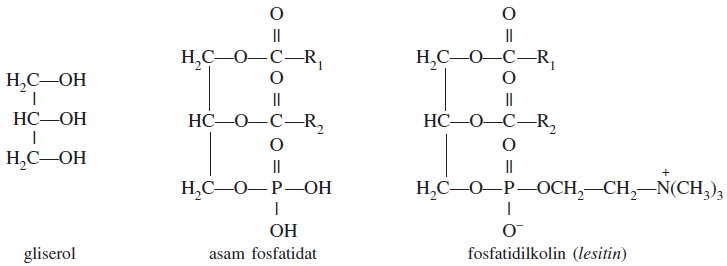 H₂C—OH
HC—OH
H₂C—OH
gliserol
O
H₂C—O—C—R₁
O
HC—O—C—R₂
O
H₂C—O—P—OH
OH
asam fosfatidat
O
H₂C—O—C—R₁
O
HC—O—C—R₂
O
H₂C—O—P—OCH₂—CH₂—N⁺(CH₃)₃
O⁻
fosfatidilkolin (lesitin)